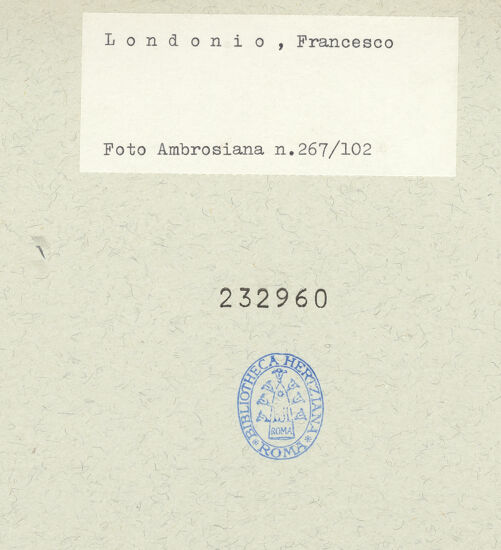 L o n d o n i o , Francesco
Foto Ambrosiana n.267/102
232960
BIBLIOTHECA HERTZIANA
ROMA
* ROMA *